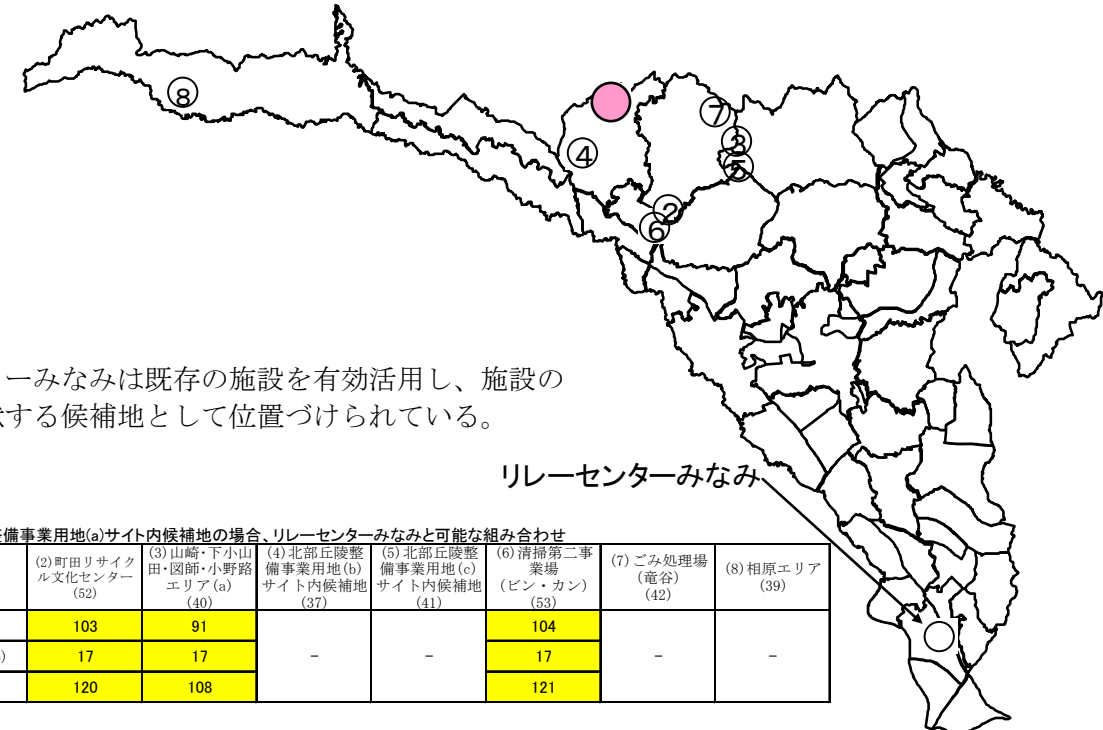 ⑧
⑦
③
④
⑤
②
⑥
ーみなみは既存の施設を有効活用し、施設の
する候補地として位置づけられている。
リレーセンターみなみ
備事業用地(a)サイト内候補地の場合、リレーセンターみなみと可能な組み合わせ
(2)町田リサイクル文化センター (52) (3)山崎・下小山田・図師・小野路エリア(a) (40) (4)北部丘陵整備事業用地(b)サイト内候補地 (37) (5)北部丘陵整備事業用地(c)サイト内候補地 (41) (6)清掃第二事業場 (ビン・カン) (53) (7)ごみ処理場 (竜谷) (42) (8)相原エリア (39)
103 91 104
) 17 17 － － 17 － －
120 108 121